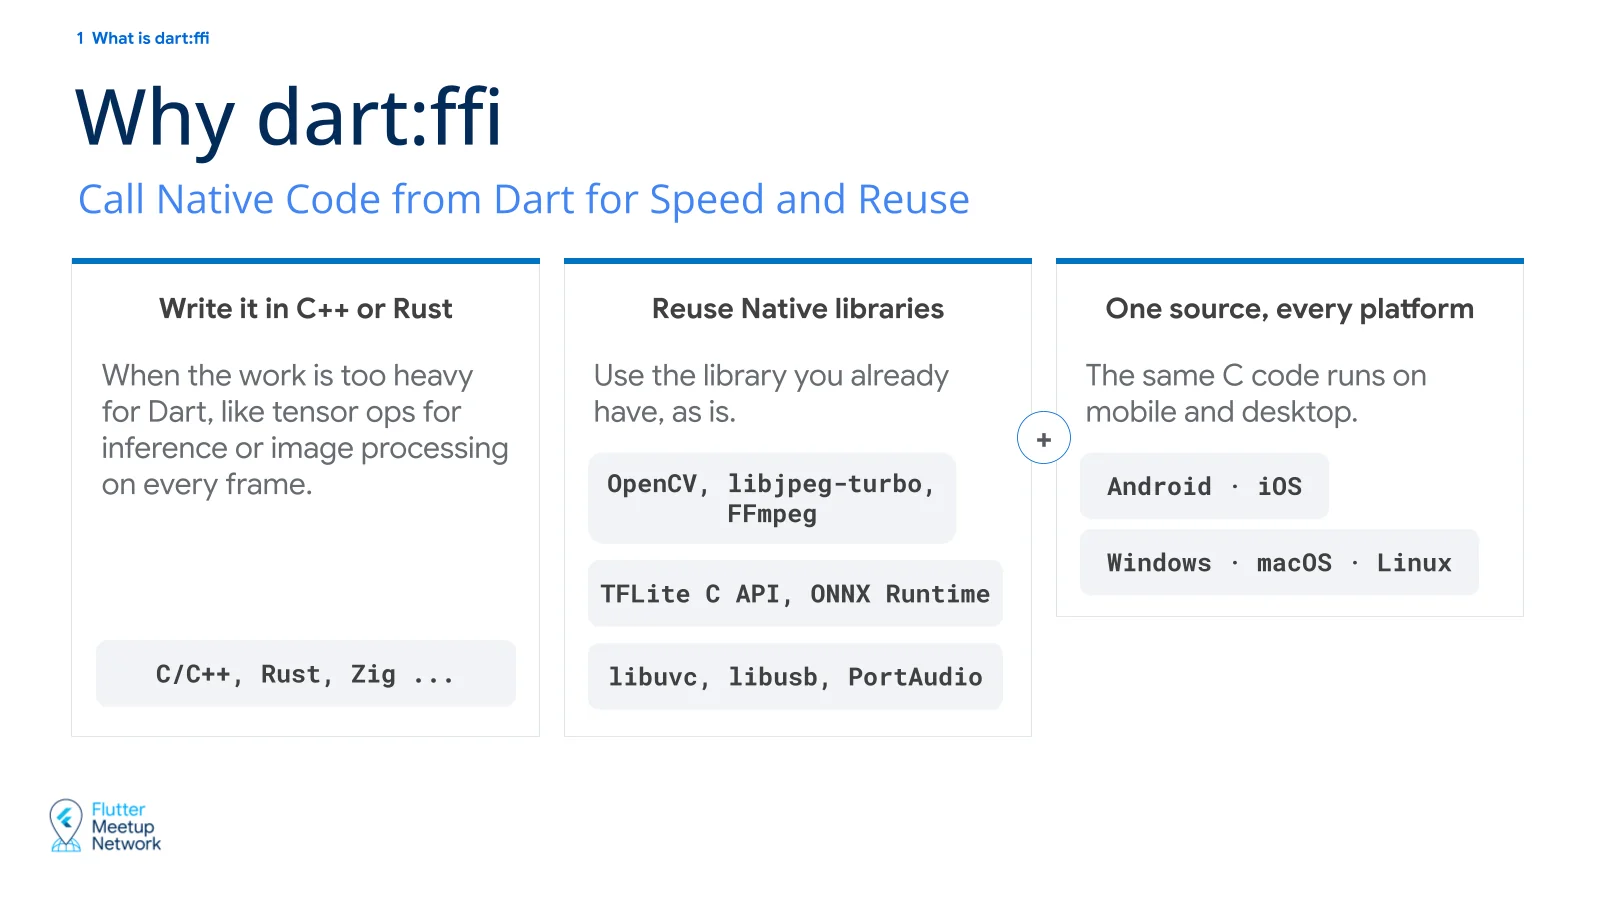 1 What is dart:ffi
Why dart:ffi
Call Native Code from Dart for Speed and Reuse
Write it in C++ or Rust
When the work is too heavy
for Dart, like tensor ops for
inference or image processing
on every frame.
C/C++, Rust, Zig ...
Reuse Native libraries
Use the library you already
have, as is.
OpenCV, libjpeg-turbo,
FFmpeg
TFLite C API, ONNX Runtime
libuvc, libusb, PortAudio
+
One source, every platform
The same C code runs on
mobile and desktop.
Android · iOS
Windows · macOS · Linux
Flutter
Meetup
Network